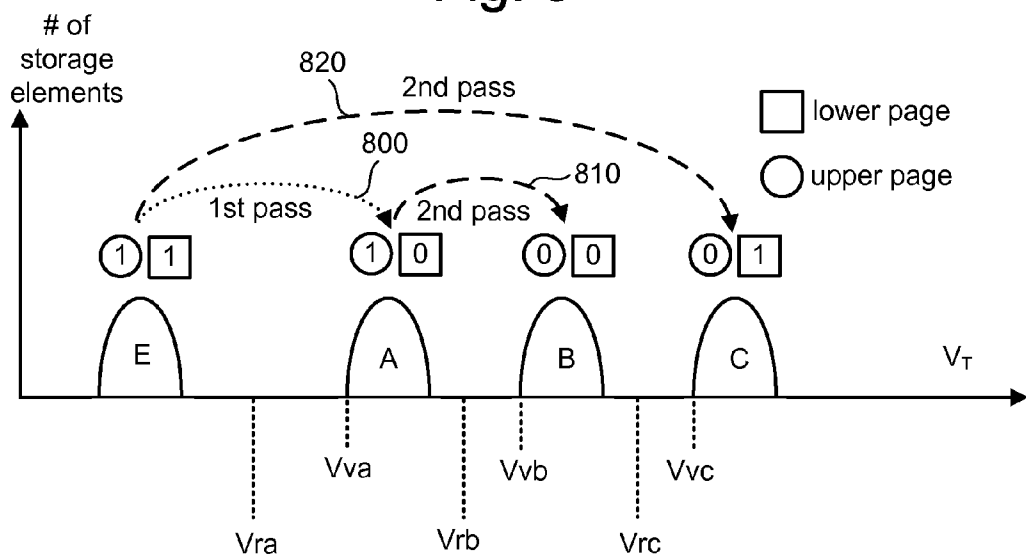 # of
storage
elements
820
2nd pass
800
lower page
1st pass
2nd pass
810
upper page
1 1
1 0
0 0
0 1
E
A
B
C
VT
Vva
Vvb
Vvc
Vra
Vrb
Vrc